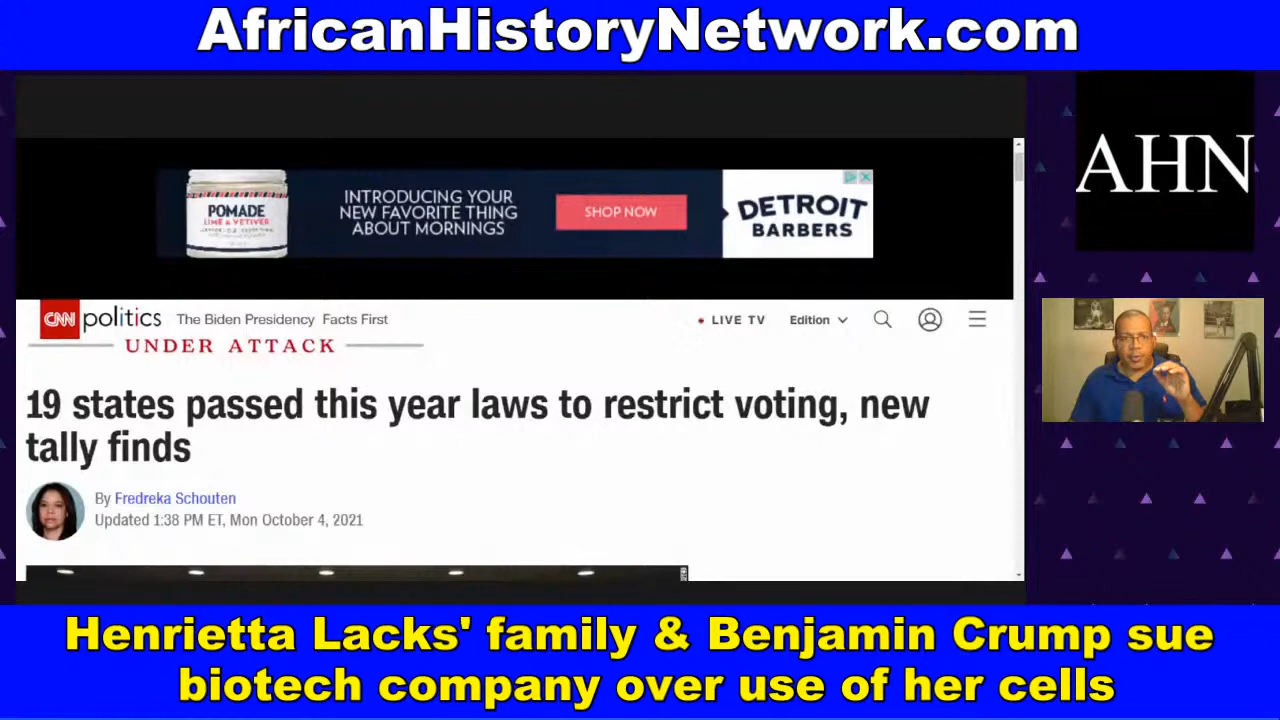 AfricanHistoryNetwork.com
POMADE
LIME & VETIVER
INTRODUCING YOUR
NEW FAVORITE THING
ABOUT MORNINGS
SHOP NOW
DETROIT
BARBERS
AHN
CNN politics The Biden Presidency Facts First
LIVE TV Edition
UNDER ATTACK
19 states passed this year laws to restrict voting, new
tally finds
By Fredreka Schouten
Updated 1:38 PM ET, Mon October 4, 2021
Henrietta Lacks' family & Benjamin Crump sue
biotech company over use of her cells